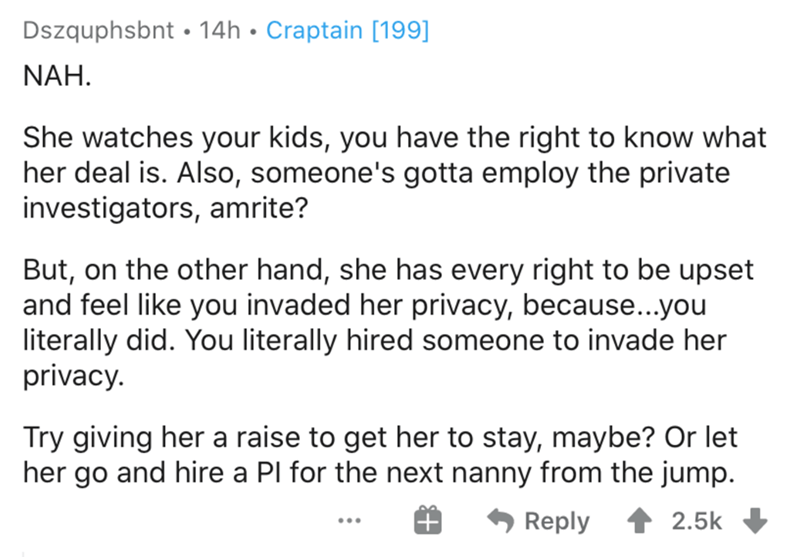 Dszquphsbnt • 14h • Craptain [199]
NAH.
She watches your kids, you have the right to know what
her deal is. Also, someone's gotta employ the private
investigators, amrite?
But, on the other hand, she has every right to be upset
and feel like you invaded her privacy, because...you
literally did. You literally hired someone to invade her
privacy.
Try giving her a raise to get her to stay, maybe? Or let
her go and hire a PI for the next nanny from the jump.
... Reply 2.5k